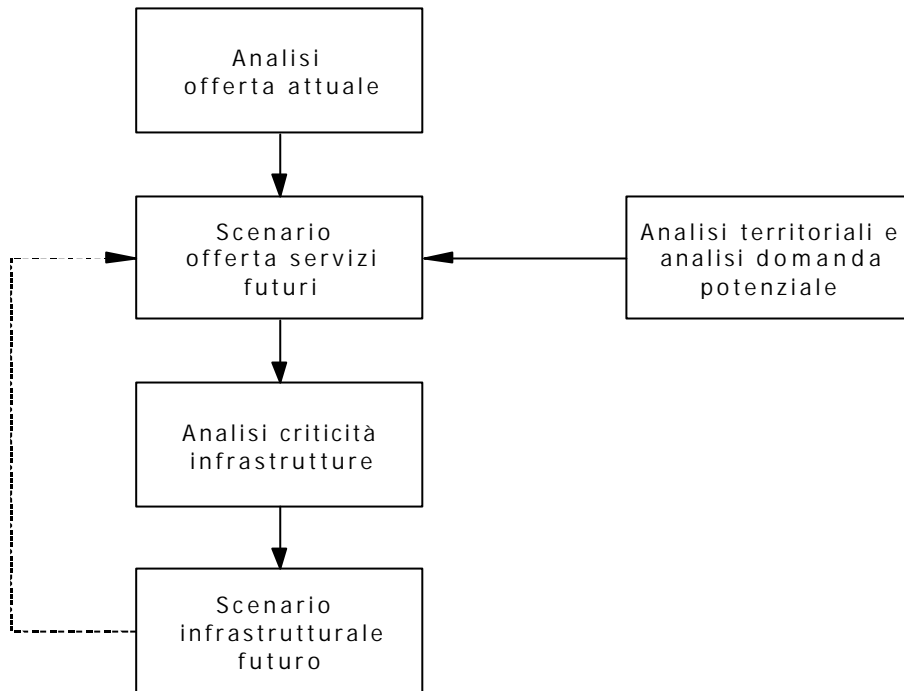 Analisi
offerta attuale
Scenario
offerta servizi
futuri
Analisi territoriali e
analisi domanda
potenziale
Analisi criticità
infrastrutture
Scenario
infrastrutturale
futuro